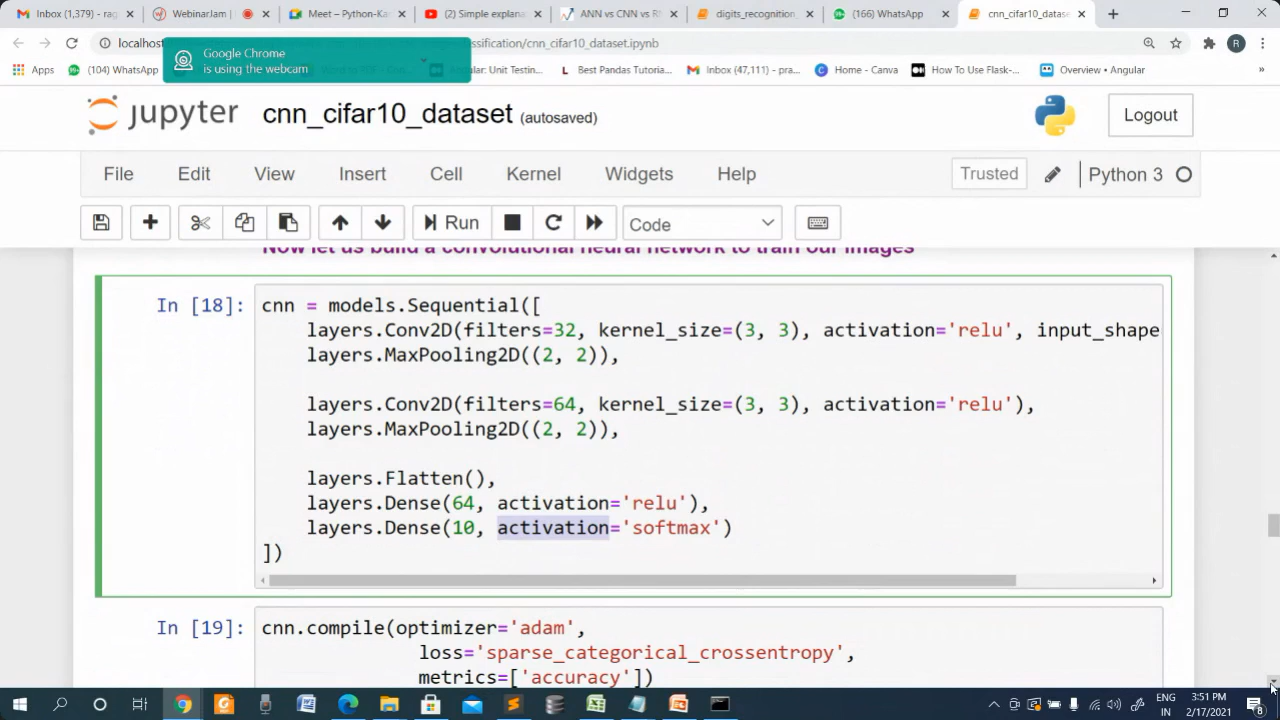 Inbox (1,379) - rag
WebinarJam |
Meet – Python-Ka
(2) Simple explana
ANN vs CNN vs R
digits_recognition_
(166) WhatsApp
cnn_cifar10_datase
localhos
ssification/cnn_cifar10_dataset.ipynb
Google Chrome
is using the webcam
Apps
(104) WhatsApp
Angular: Unit Testin...
Best Pandas Tutoria...
Inbox (47,111) - pra...
Home - Canva
How To Use Flask-...
Overview • Angular
R
jupyter cnn_cifar10_dataset (autosaved)
Logout
File Edit View Insert Cell Kernel Widgets Help
Trusted
Python 3
Run
Code
Now let us build a convolutional neural network to train our images
In [18]: cnn = models.Sequential([
layers.Conv2D(filters=32, kernel_size=(3, 3), activation='relu', input_shape
layers.MaxPooling2D((2, 2)),
layers.Conv2D(filters=64, kernel_size=(3, 3), activation='relu'),
layers.MaxPooling2D((2, 2)),
layers.Flatten(),
layers.Dense(64, activation='relu'),
layers.Dense(10, activation='softmax')
])
In [19]: cnn.compile(optimizer='adam',
loss='sparse_categorical_crossentropy',
metrics=['accuracy'])
ENG
IN
3:51 PM
2/17/2021
8